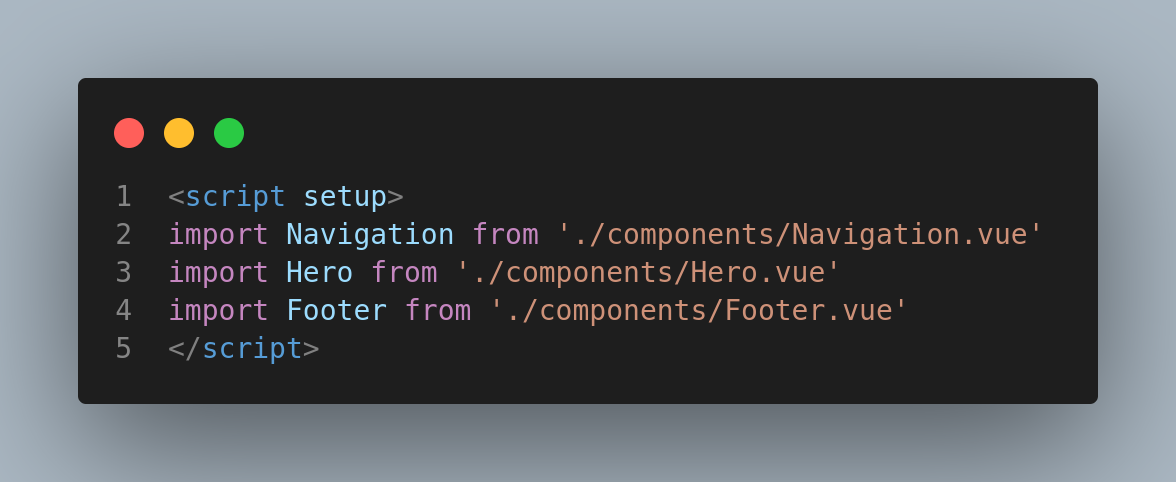 1 <script setup>
2 import Navigation from './components/Navigation.vue'
3 import Hero from './components/Hero.vue'
4 import Footer from './components/Footer.vue'
5 </script>